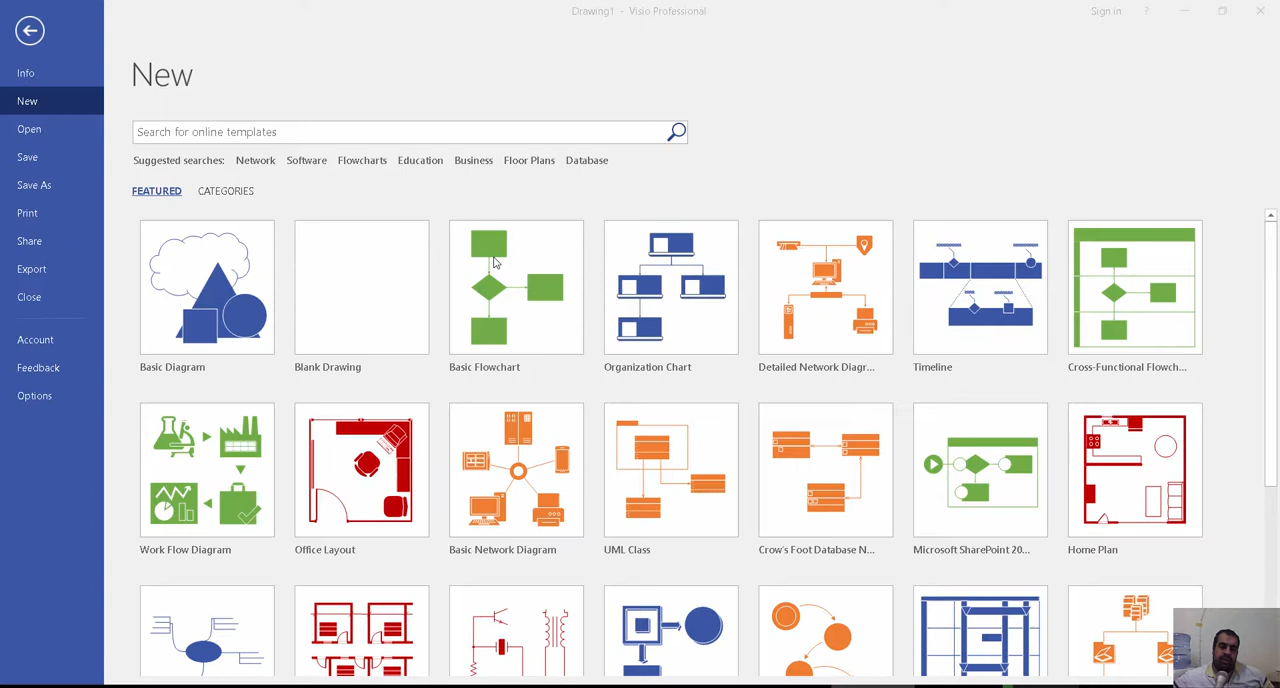 Drawing1 - Visio Professional
Sign in ?
Info
New
Open
Save
Save As
Print
Share
Export
Close
Account
Feedback
Options
New
Search for online templates
Suggested searches: Network Software Flowcharts Education Business Floor Plans Database
FEATURED CATEGORIES
Basic Diagram Blank Drawing Basic Flowchart Organization Chart Detailed Network Diagr... Timeline Cross-Functional Flowch...
Work Flow Diagram Office Layout Basic Network Diagram UML Class Crow's Foot Database N... Microsoft SharePoint 20... Home Plan